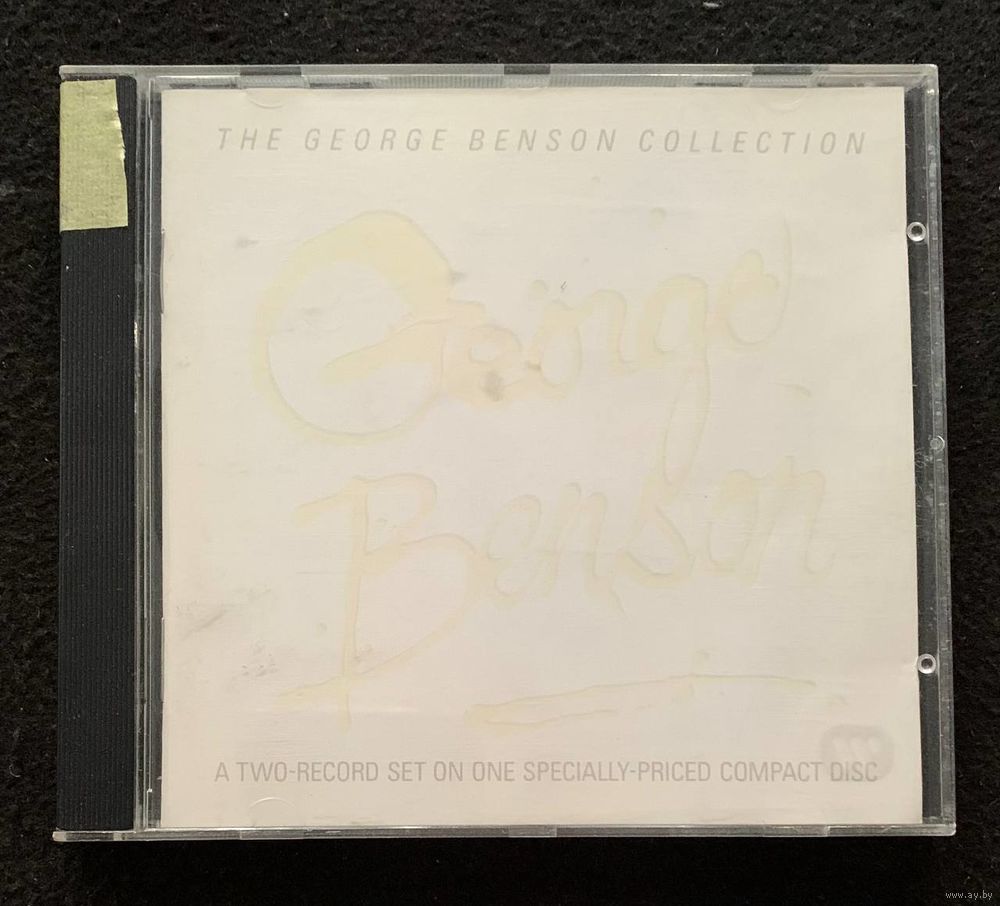 THE GEORGE BENSON COLLECTION
George
Benson
A TWO-RECORD SET ON ONE SPECIALLY-PRICED COMPACT DISC
www.ay.by